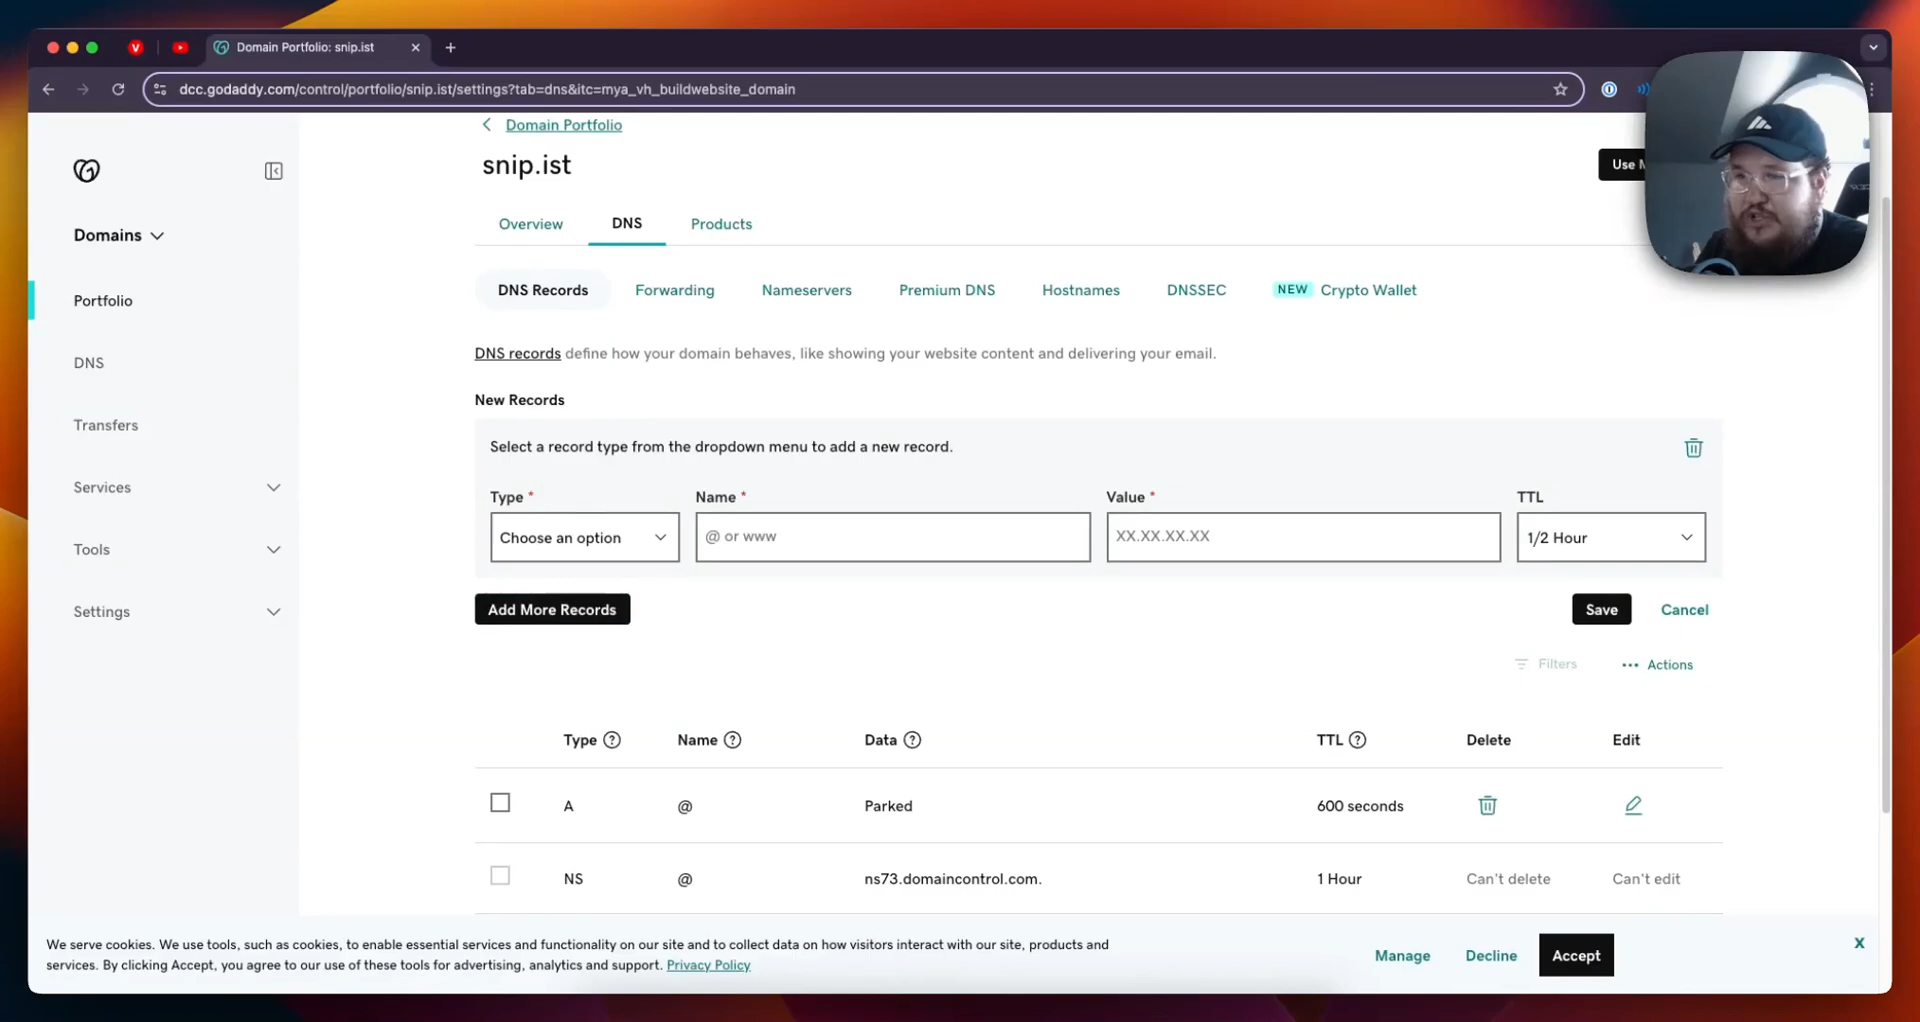 Domain Portfolio: snip.ist
dcc.godaddy.com/control/portfolio/snip.ist/settings?tab=dns&itc=mya_vh_buildwebsite_domain
Domain Portfolio
snip.ist
Overview
DNS
Products
Domains
Portfolio
DNS
Transfers
Services
Tools
Settings
DNS Records
Forwarding
Nameservers
Premium DNS
Hostnames
DNSSEC
NEW Crypto Wallet
DNS records define how your domain behaves, like showing your website content and delivering your email.
New Records
Select a record type from the dropdown menu to add a new record.
Type * Name * Value * TTL
Choose an option @ or www XX.XX.XX.XX 1/2 Hour
Add More Records
Save
Cancel
Filters
Actions
Type Name Data TTL Delete Edit
A @ Parked 600 seconds
NS @ ns73.domaincontrol.com. 1 Hour Can't delete Can't edit
We serve cookies. We use tools, such as cookies, to enable essential services and functionality on our site and to collect data on how visitors interact with our site, products and
services. By clicking Accept, you agree to our use of these tools for advertising, analytics and support. Privacy Policy
Manage
Decline
Accept
X
Use